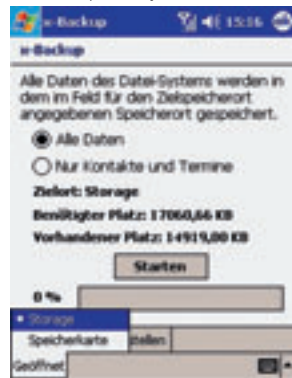 x-Backup 15:16
x-Backup
Alle Daten des Datei-Systems werden in
dem im Feld für den Zielspeicherort
angegebenen Speicherort gespeichert.
Alle Daten
Nur Kontakte und Termine
Zielort: Storage
Benötigter Platz: 17060,66 KB
Vorhandener Platz: 14919,00 KB
Starten
0 %
Storage
Speicherkarte stellen
Geöffnet